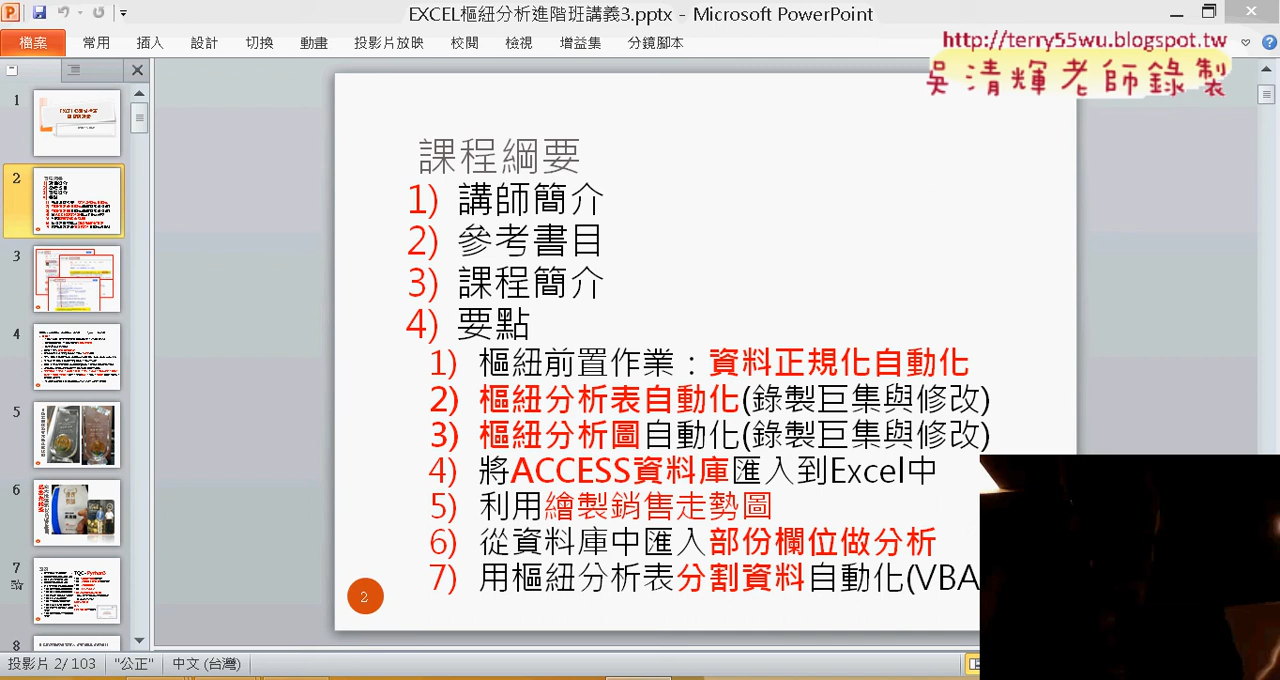 EXCEL樞紐分析進階班講義3.pptx - Microsoft PowerPoint
檔案 常用 插入 設計 切換 動畫 投影片放映 校閱 檢視 增益集 分鏡腳本
http://terry55wu.blogspot.tw
吳清輝老師錄製
課程綱要
1) 講師簡介
2) 參考書目
3) 課程簡介
4) 要點
1) 樞紐前置作業：資料正規化自動化
2) 樞紐分析表自動化(錄製巨集與修改)
3) 樞紐分析圖自動化(錄製巨集與修改)
4) 將ACCESS資料庫匯入到Excel中
5) 利用繪製銷售走勢圖
6) 從資料庫中匯入部份欄位做分析
7) 用樞紐分析表分割資料自動化(VBA
2
1
2
3
4
5
6
7
8
投影片 2/ 103 "公正" 中文 (台灣)